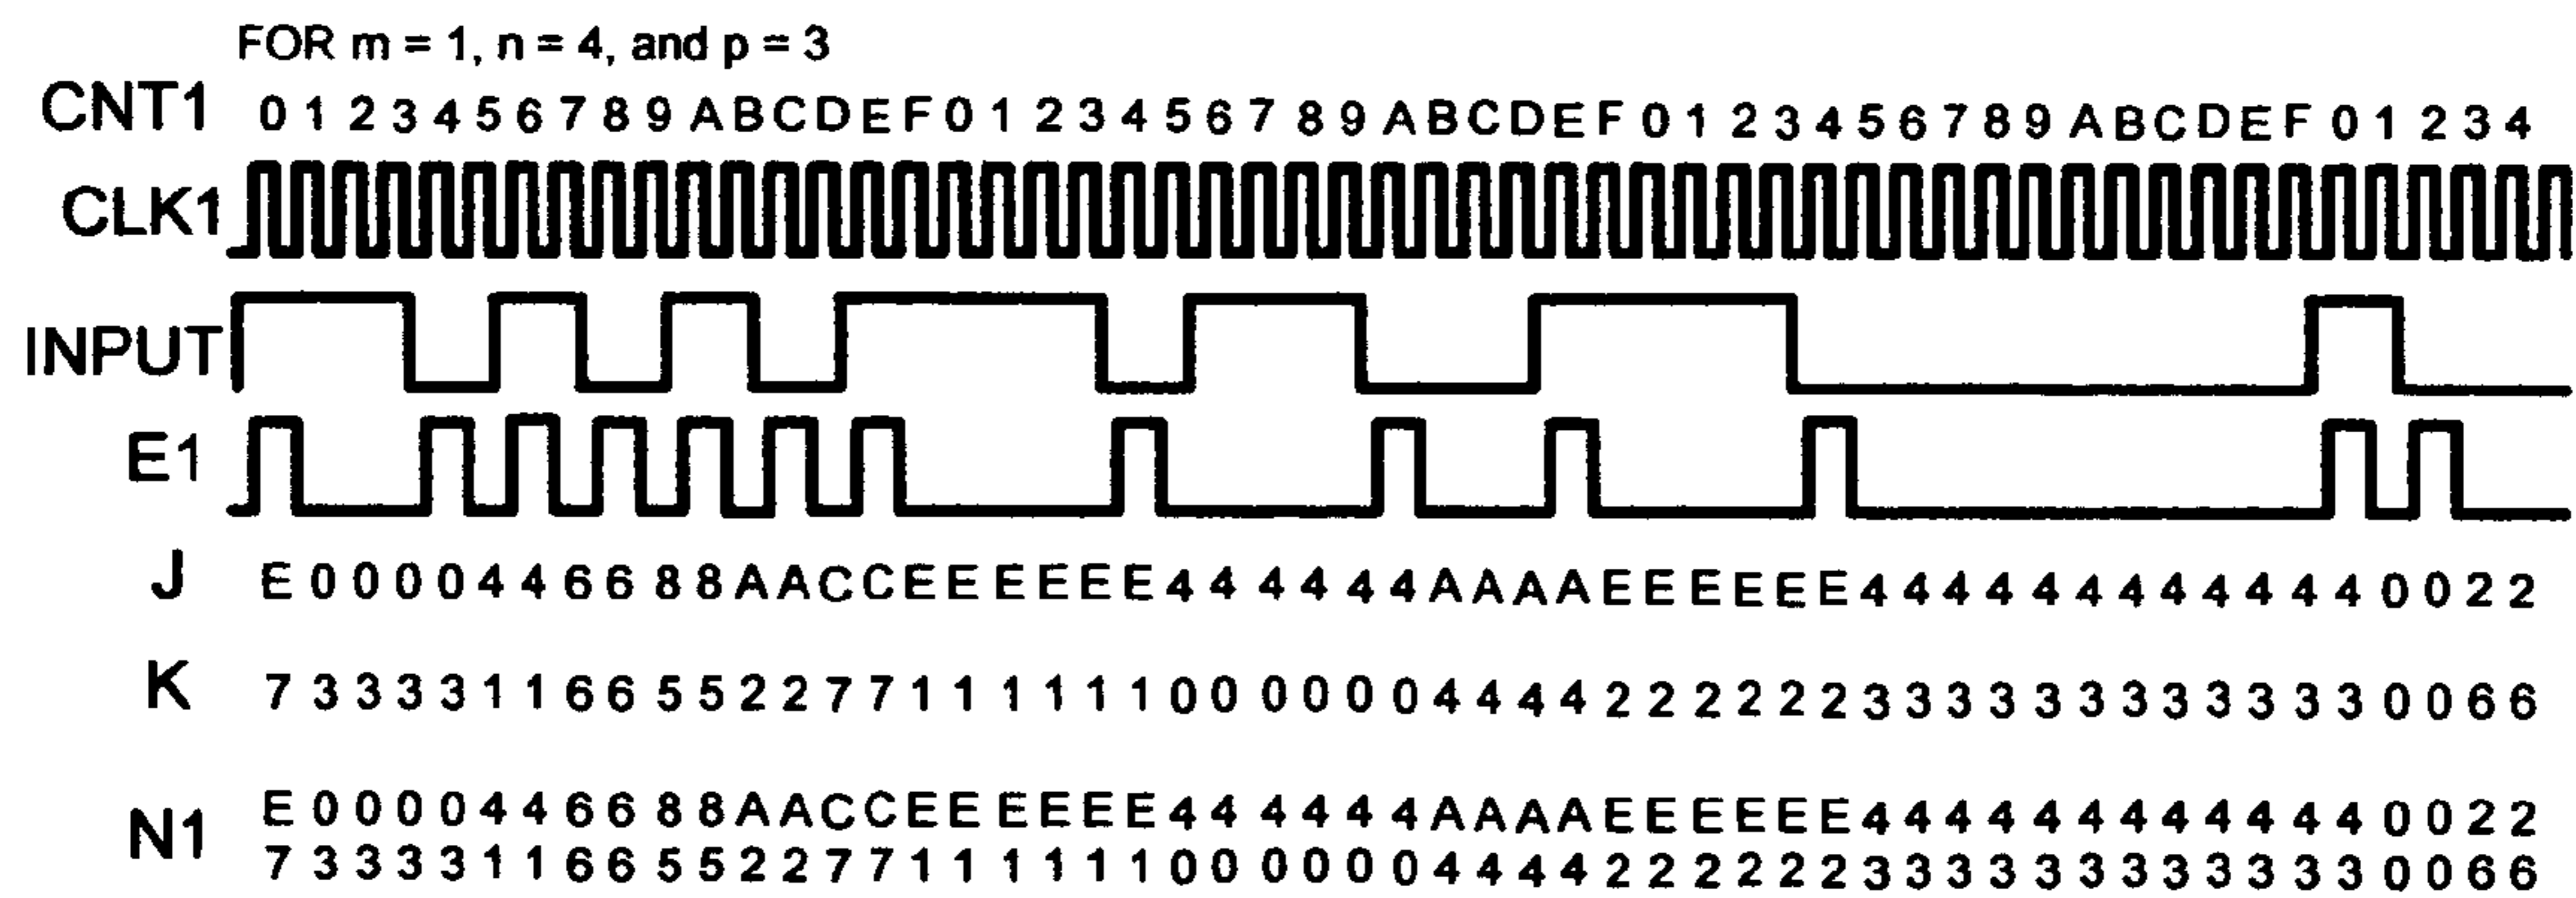 FOR m = 1, n = 4, and p = 3
CNT1 0 1 2 3 4 5 6 7 8 9 A B C D E F 0 1 2 3 4 5 6 7 8 9 A B C D E F 0 1 2 3 4 5 6 7 8 9 A B C D E F 0 1 2 3 4
CLK1
INPUT
E1
J E 0 0 0 0 4 4 6 6 8 8 A A C C E E E E E E 4 4 4 4 4 4 A A A A E E E E E E 4 4 4 4 4 4 4 4 4 4 4 4 0 0 2 2
K 7 3 3 3 3 1 1 6 6 5 5 2 2 7 7 1 1 1 1 1 1 0 0 0 0 0 0 4 4 4 4 2 2 2 2 2 2 3 3 3 3 3 3 3 3 3 3 3 3 0 0 6 6
N1 E 0 0 0 0 4 4 6 6 8 8 A A C C E E E E E E 4 4 4 4 4 4 A A A A E E E E E E 4 4 4 4 4 4 4 4 4 4 4 4 0 0 2 2
7 3 3 3 3 1 1 6 6 5 5 2 2 7 7 1 1 1 1 1 1 0 0 0 0 0 0 4 4 4 4 2 2 2 2 2 2 3 3 3 3 3 3 3 3 3 3 3 3 0 0 6 6